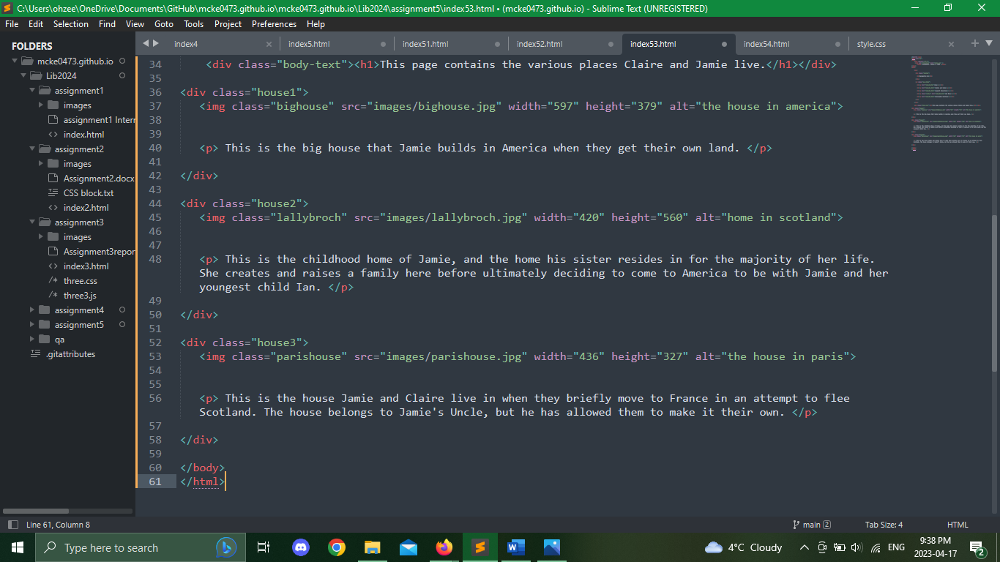 C:\Users\ohzee\OneDrive\Documents\GitHub\mcke0473.github.io\mcke0473.github.io\Lib2024\assignment5\index53.html • (mcke0473.github.io) - Sublime Text (UNREGISTERED)
File Edit Selection Find View Goto Tools Project Preferences Help
FOLDERS
mcke0473.github.io
Lib2024
assignment1
images
assignment1 Intern
index.html
assignment2
images
Assignment2.docx
CSS block.txt
index2.html
assignment3
images
Assignment3repor
index3.html
three.css
three3.js
assignment4
assignment5
qa
.gitattributes
index4 index5.html index51.html index52.html index53.html index54.html style.css
34 <div class="body-text"><h1>This page contains the various places Claire and Jamie live.</h1></div>
35
36 <div class="house1">
37 <img class="bighouse" src="images/bighouse.jpg" width="597" height="379" alt="the house in america">
38
39
40 <p> This is the big house that Jamie builds in America when they get their own land. </p>
41
42 </div>
43
44 <div class="house2">
45 <img class="lallybroch" src="images/lallybroch.jpg" width="420" height="560" alt="home in scotland">
46
47
48 <p> This is the childhood home of Jamie, and the home his sister resides in for the majority of her life.
She creates and raises a family here before ultimately deciding to come to America to be with Jamie and her
youngest child Ian. </p>
49
50 </div>
51
52 <div class="house3">
53 <img class="parishouse" src="images/parishouse.jpg" width="436" height="327" alt="the house in paris">
54
55
56 <p> This is the house Jamie and Claire live in when they briefly move to France in an attempt to flee
Scotland. The house belongs to Jamie's Uncle, but he has allowed them to make it their own. </p>
57
58 </div>
59
60 </body>
61 </html>
Line 61, Column 8 main 2 Tab Size: 4 HTML
Type here to search 4°C Cloudy ENG 9:38 PM
2023-04-17 2